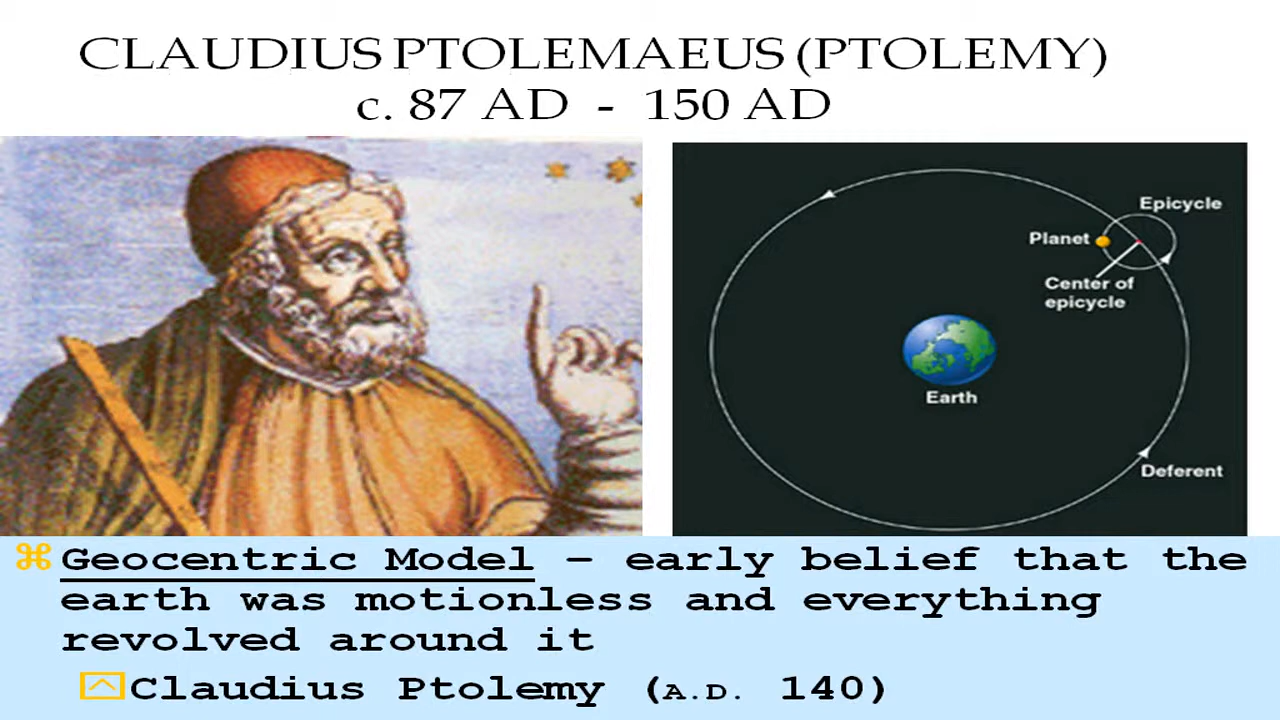 CLAUDIUS PTOLEMAEUS (PTOLEMY)
c. 87 AD - 150 AD
Epicycle
Planet
Center of
epicycle
Earth
Deferent
Geocentric Model – early belief that the
earth was motionless and everything
revolved around it
Claudius Ptolemy (A.D. 140)